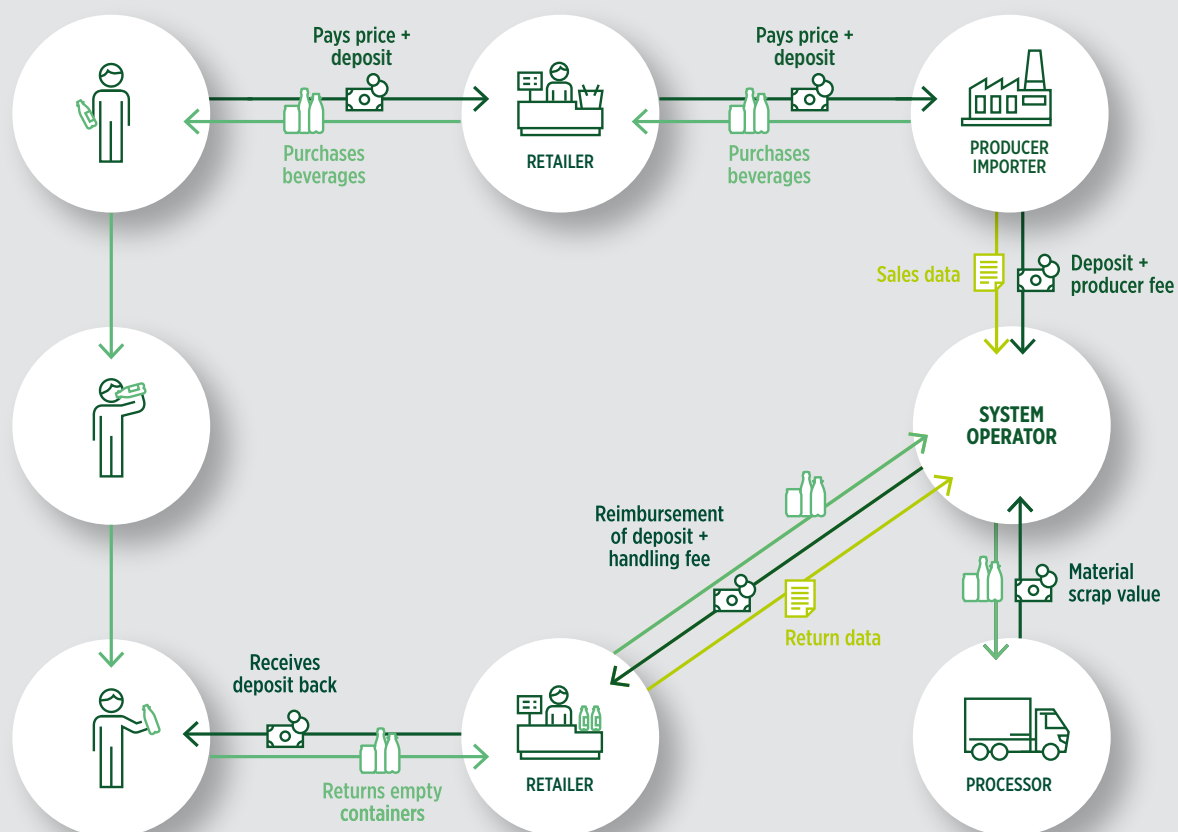 Pays price +
deposit
Pays price +
deposit
Purchases
beverages
RETAILER
Purchases
beverages
PRODUCER
IMPORTER
Sales data
Deposit +
producer fee
SYSTEM
OPERATOR
Reimbursement
of deposit +
handling fee
Return data
Material
scrap value
Receives
deposit back
Returns empty
containers
RETAILER
PROCESSOR